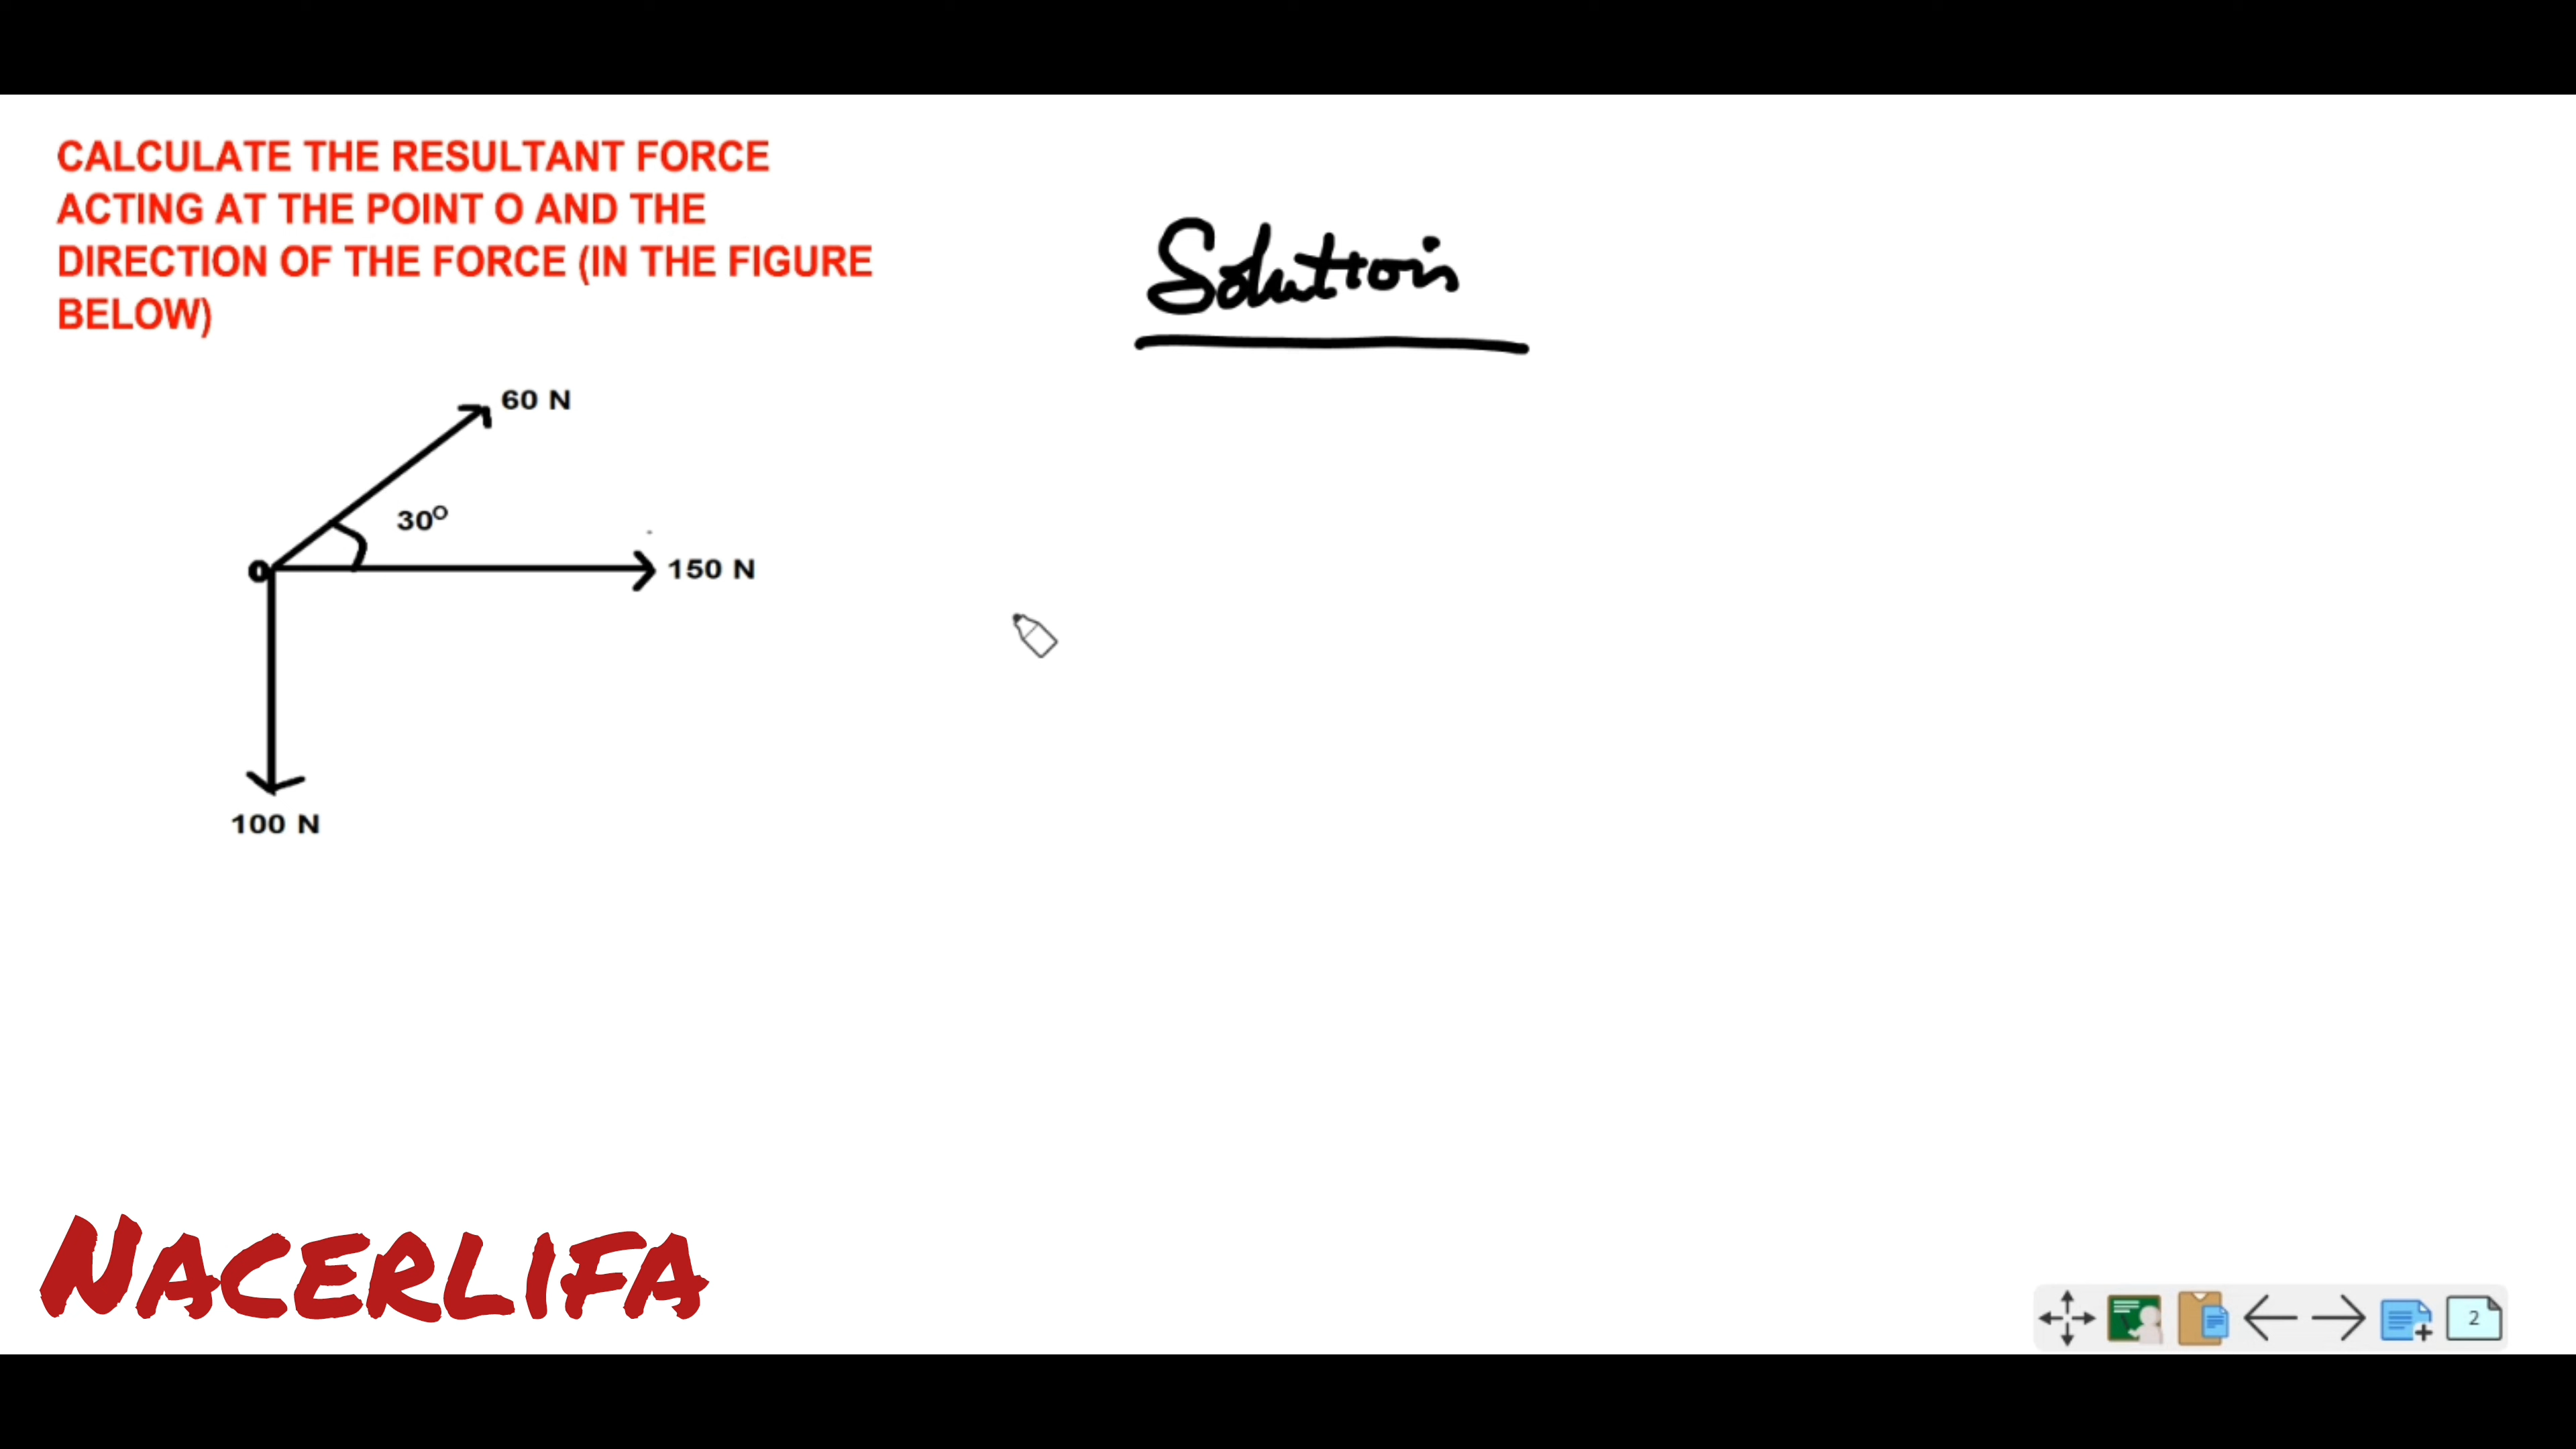 CALCULATE THE RESULTANT FORCE
ACTING AT THE POINT O AND THE
DIRECTION OF THE FORCE (IN THE FIGURE
BELOW)
Solution
60 N
30°
O
150 N
100 N
NACERLIFA
2